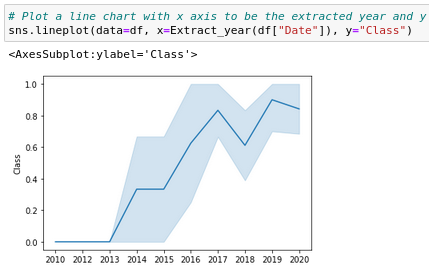 # Plot a line chart with x axis to be the extracted year and y
sns.lineplot(data=df, x=Extract_year(df["Date"]), y="Class")
<AxesSubplot:ylabel='Class'>
1.0
0.8
0.6
0.4
0.2
0.0
Class
2010 2012 2013 2014 2015 2016 2017 2018 2019 2020